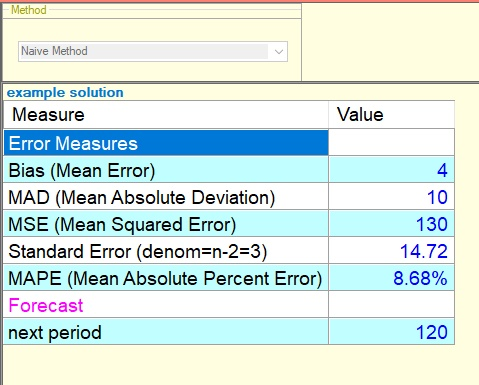 Method
Naive Method
example solution
Measure Value
Error Measures
Bias (Mean Error) 4
MAD (Mean Absolute Deviation) 10
MSE (Mean Squared Error) 130
Standard Error (denom=n-2=3) 14.72
MAPE (Mean Absolute Percent Error) 8.68%
Forecast
next period 120